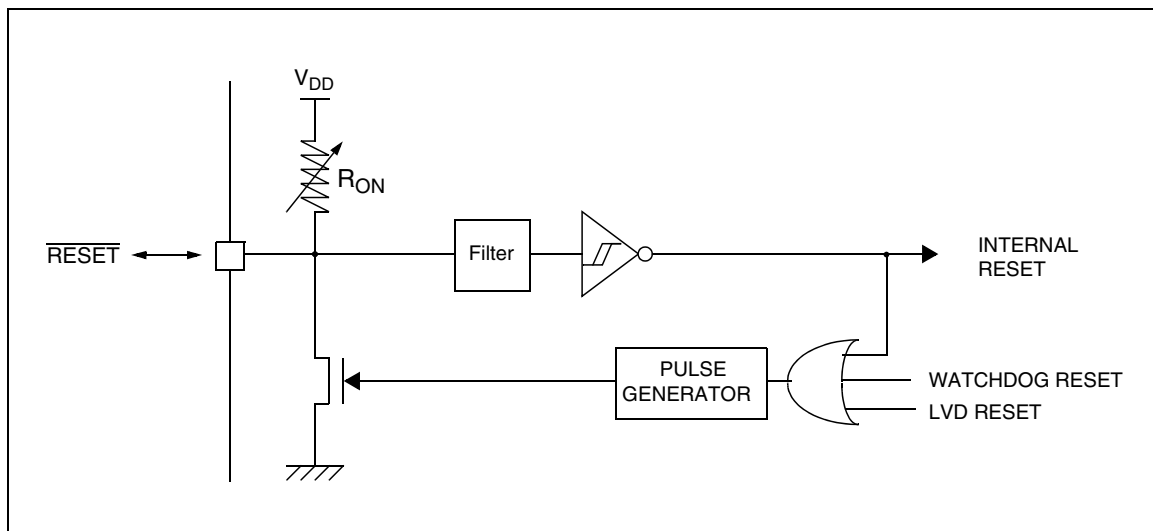 VDD
RON
RESET
Filter
INTERNAL
RESET
PULSE
GENERATOR
WATCHDOG RESET
LVD RESET